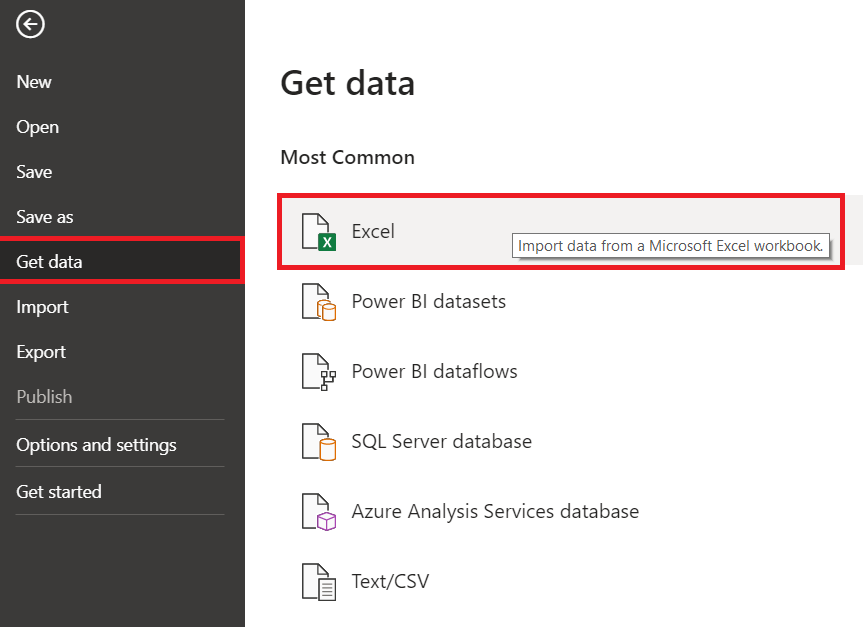 New
Open
Save
Save as
Get data
Import
Export
Publish
Options and settings
Get started
Get data
Most Common
X
Excel
Import data from a Microsoft Excel workbook.
Power BI datasets
Power BI dataflows
SQL Server database
Azure Analysis Services database
Text/CSV